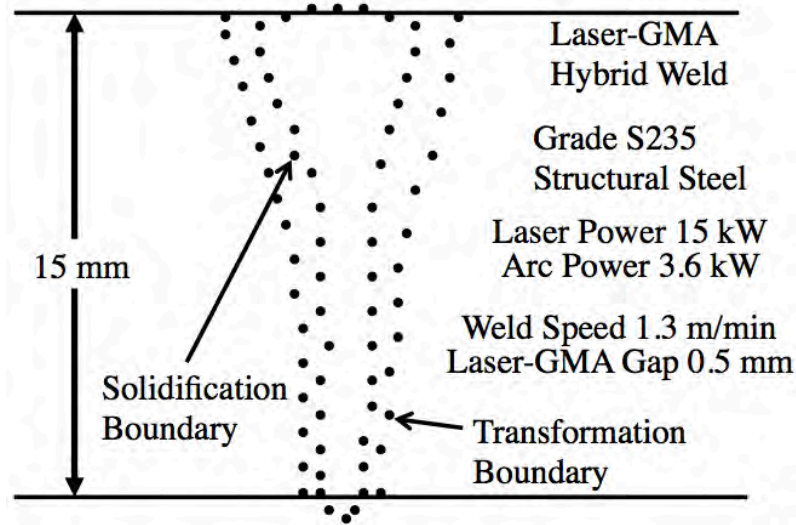 Laser-GMA
Hybrid Weld
Grade S235
Structural Steel
Laser Power 15 kW
Arc Power 3.6 kW
15 mm
Weld Speed 1.3 m/min
Laser-GMA Gap 0.5 mm
Solidification
Boundary
Transformation
Boundary